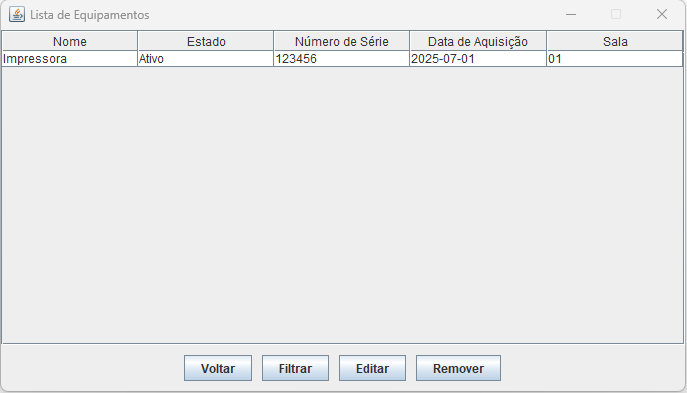 Lista de Equipamentos
Nome Estado Número de Série Data de Aquisição Sala
Impressora Ativo 123456 2025-07-01 01
Voltar Filtrar Editar Remover